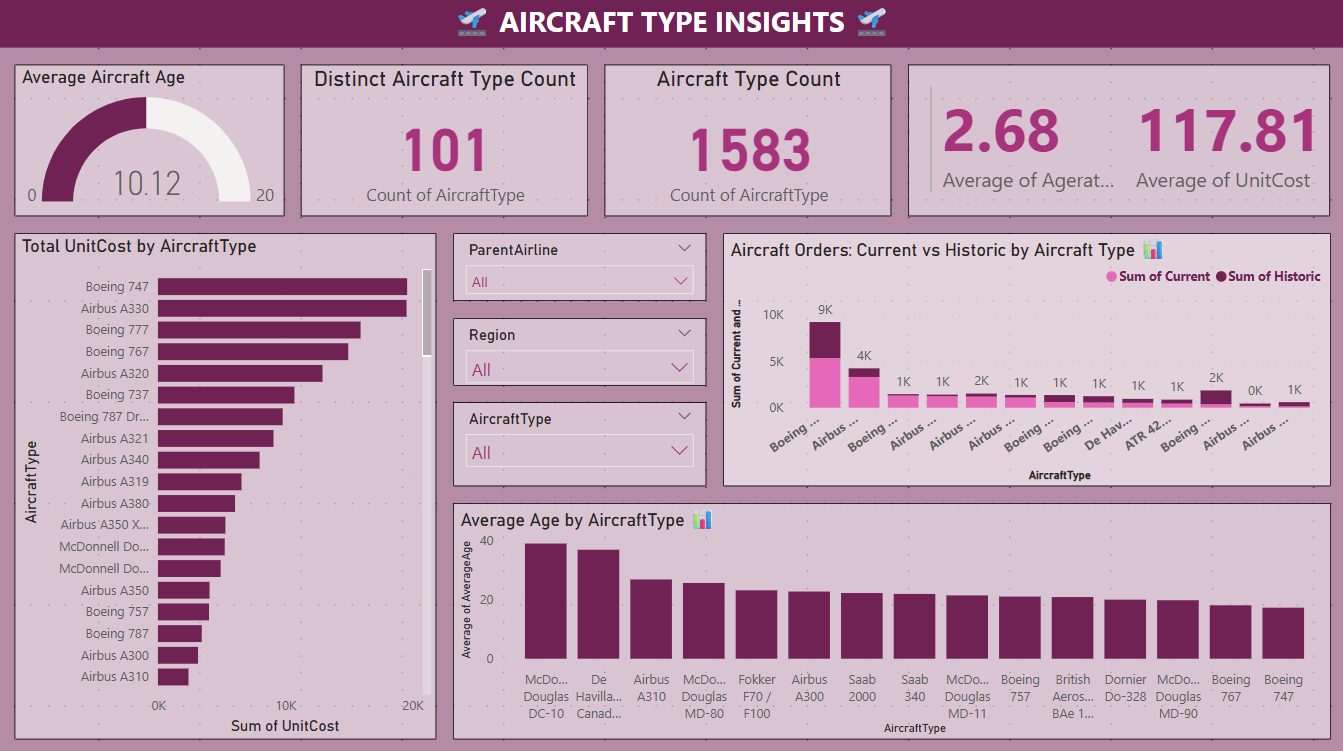 AIRCRAFT TYPE INSIGHTS
Average Aircraft Age
0
10.12
20
Distinct Aircraft Type Count
101
Count of AircraftType
Aircraft Type Count
1583
Count of AircraftType
2.68
Average of Agerat...
117.81
Average of UnitCost
Total UnitCost by AircraftType
AircraftType
Boeing 747
Airbus A330
Boeing 777
Boeing 767
Airbus A320
Boeing 737
Boeing 787 Dr...
Airbus A321
Airbus A340
Airbus A319
Airbus A380
Airbus A350 X...
McDonnell Do...
McDonnell Do...
Airbus A350
Boeing 757
Boeing 787
Airbus A300
Airbus A310
0K 10K 20K
Sum of UnitCost
ParentAirline
All
Region
All
AircraftType
All
Aircraft Orders: Current vs Historic by Aircraft Type
Sum of Current Sum of Historic
Sum of Current and ...
10K
5K
0K
9K 4K 1K 1K 2K 1K 1K 1K 1K 1K 2K 0K 1K
Boeing ... Airbus ... Boeing ... Airbus ... Airbus ... Airbus ... Boeing ... Boeing ... De Hav... ATR 42... Boeing ... Airbus ... Airbus ...
AircraftType
Average Age by AircraftType
Average of AverageAge
40
20
0
McDo... Douglas DC-10
De Havilla... Canad...
Airbus A310
McDo... Douglas MD-80
Fokker F70 / F100
Airbus A300
Saab 2000
Saab 340
McDo... Douglas MD-11
Boeing 757
British Aeros... BAe 1...
Dornier Do-328
McDo... Douglas MD-90
Boeing 767
Boeing 747
AircraftType